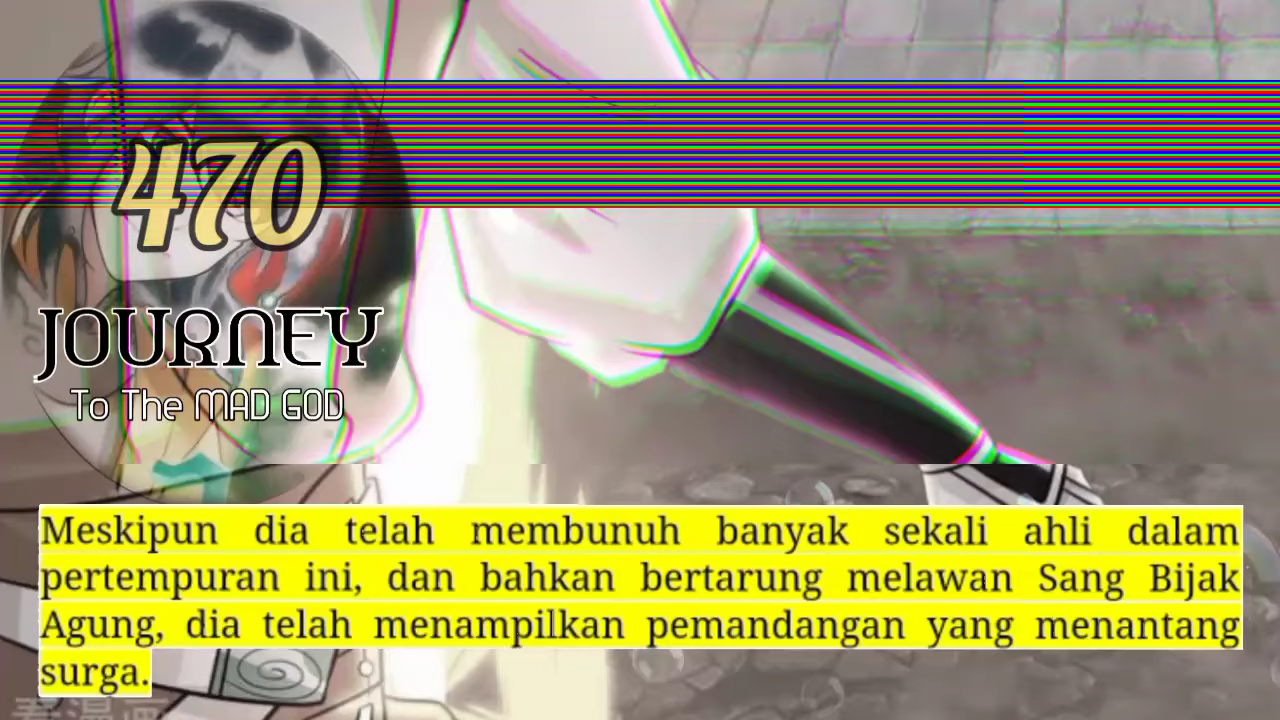 470
JOURNEY
To The MAD GOD
Meskipun dia telah membunuh banyak sekali ahli dalam
pertempuran ini, dan bahkan bertarung melawan Sang Bijak
Agung, dia telah menampilkan pemandangan yang menantang
surga.